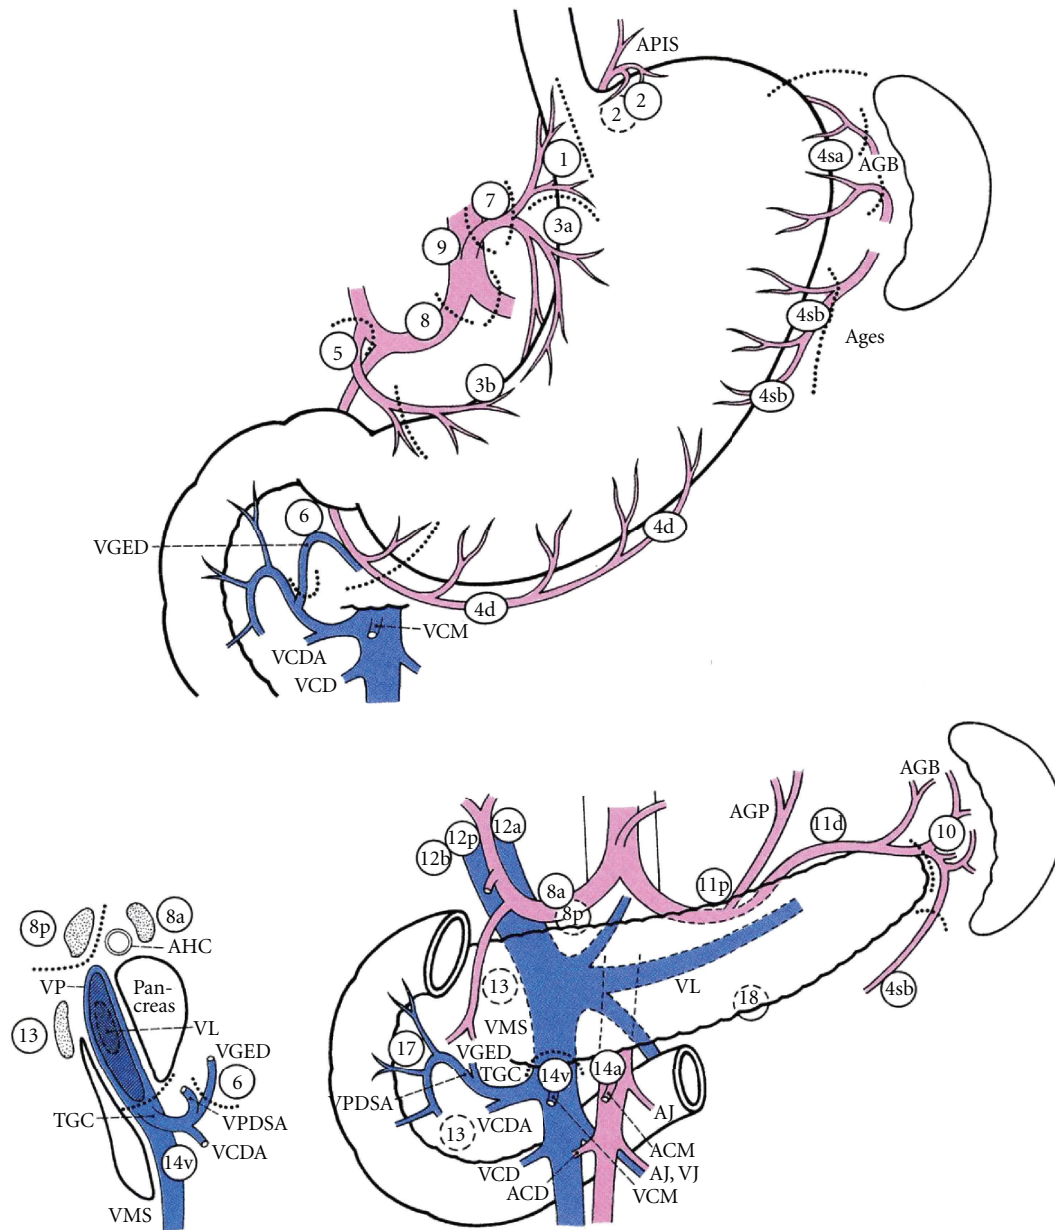 APIS
2
2
1
4sa
AGB
7
3a
9
8
4sb
5
Ages
3b
4sb
6
4d
VGED
4d
VCM
VCDA
VCD
AGB
AGP
12a
11d
10
12p
12b
8a
11p
8p
8a
8p
AHC
VP
Pan-
creas
13
VL
18
4sb
13
VMS
VL
17
VGED
VGED
TGC
14v
14a
6
VPDSA
TGC
VPDSA
AJ
VCDA
13
VCDA
ACM
14v
VCD
AJ, VJ
ACD
VCM
VMS